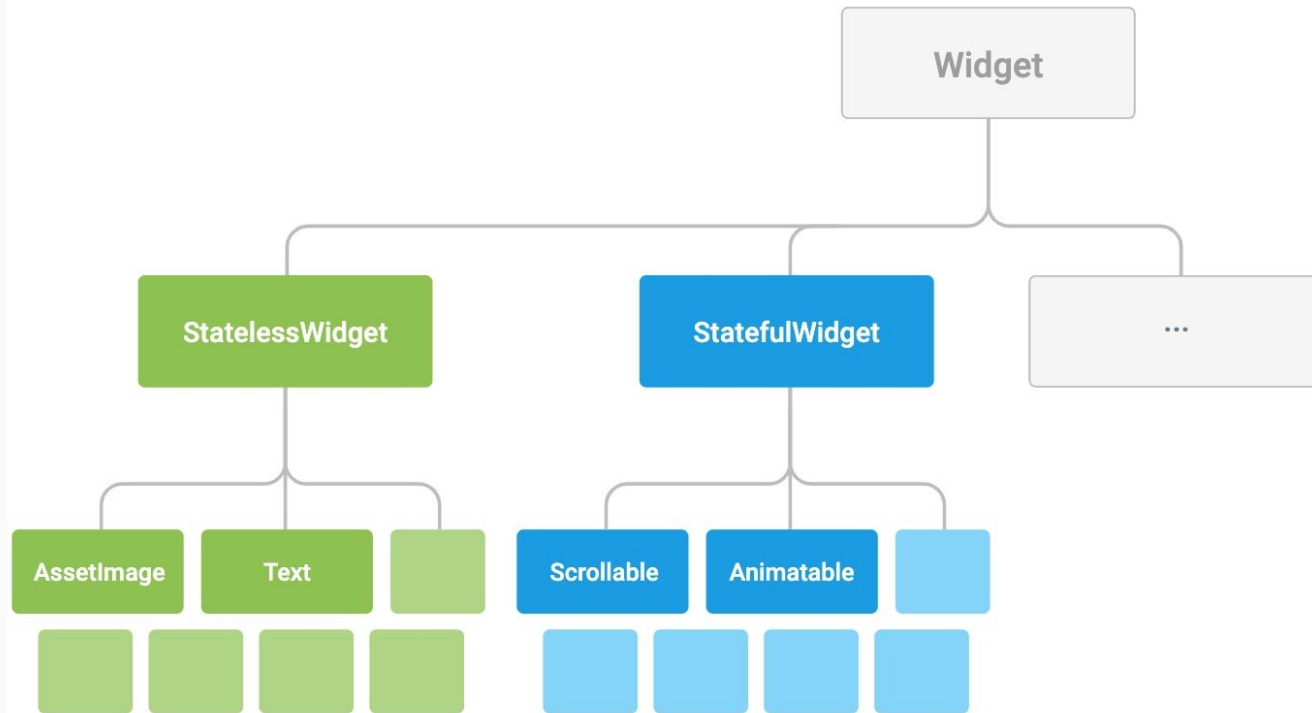 Widget
StatelessWidget
StatefulWidget
...
AssetImage
Text
Scrollable
Animatable